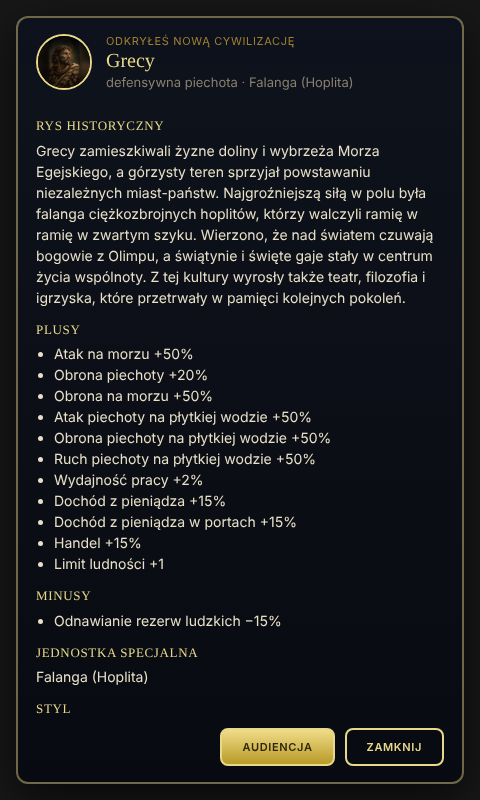 ODKRYŁEŚ NOWĄ CYWILIZACJĘ
Grecy
defensywna piechota · Falanga (Hoplita)
RYS HISTORYCZNY
Grecy zamieszkiwali żyzne doliny i wybrzeża Morza
Egejskiego, a górzysty teren sprzyjał powstawaniu
niezależnych miast-państw. Najgroźniejszą siłą w polu była
falanga ciężkozbrojnych hoplitów, którzy walczyli ramię w
ramię w zwartym szyku. Wierzono, że nad światem czuwają
bogowie z Olimpu, a świątynie i święte gaje stały w centrum
życia wspólnoty. Z tej kultury wyrosły także teatr, filozofia i
igrzyska, które przetrwały w pamięci kolejnych pokoleń.
PLUSY
• Atak na morzu +50%
• Obrona piechoty +20%
• Obrona na morzu +50%
• Atak piechoty na płytkiej wodzie +50%
• Obrona piechoty na płytkiej wodzie +50%
• Ruch piechoty na płytkiej wodzie +50%
• Wydajność pracy +2%
• Dochód z pieniądza +15%
• Dochód z pieniądza w portach +15%
• Handel +15%
• Limit ludności +1
MINUSY
• Odnawianie rezerw ludzkich −15%
JEDNOSTKA SPECJALNA
Falanga (Hoplita)
STYL
AUDIENCJA
ZAMKNIJ